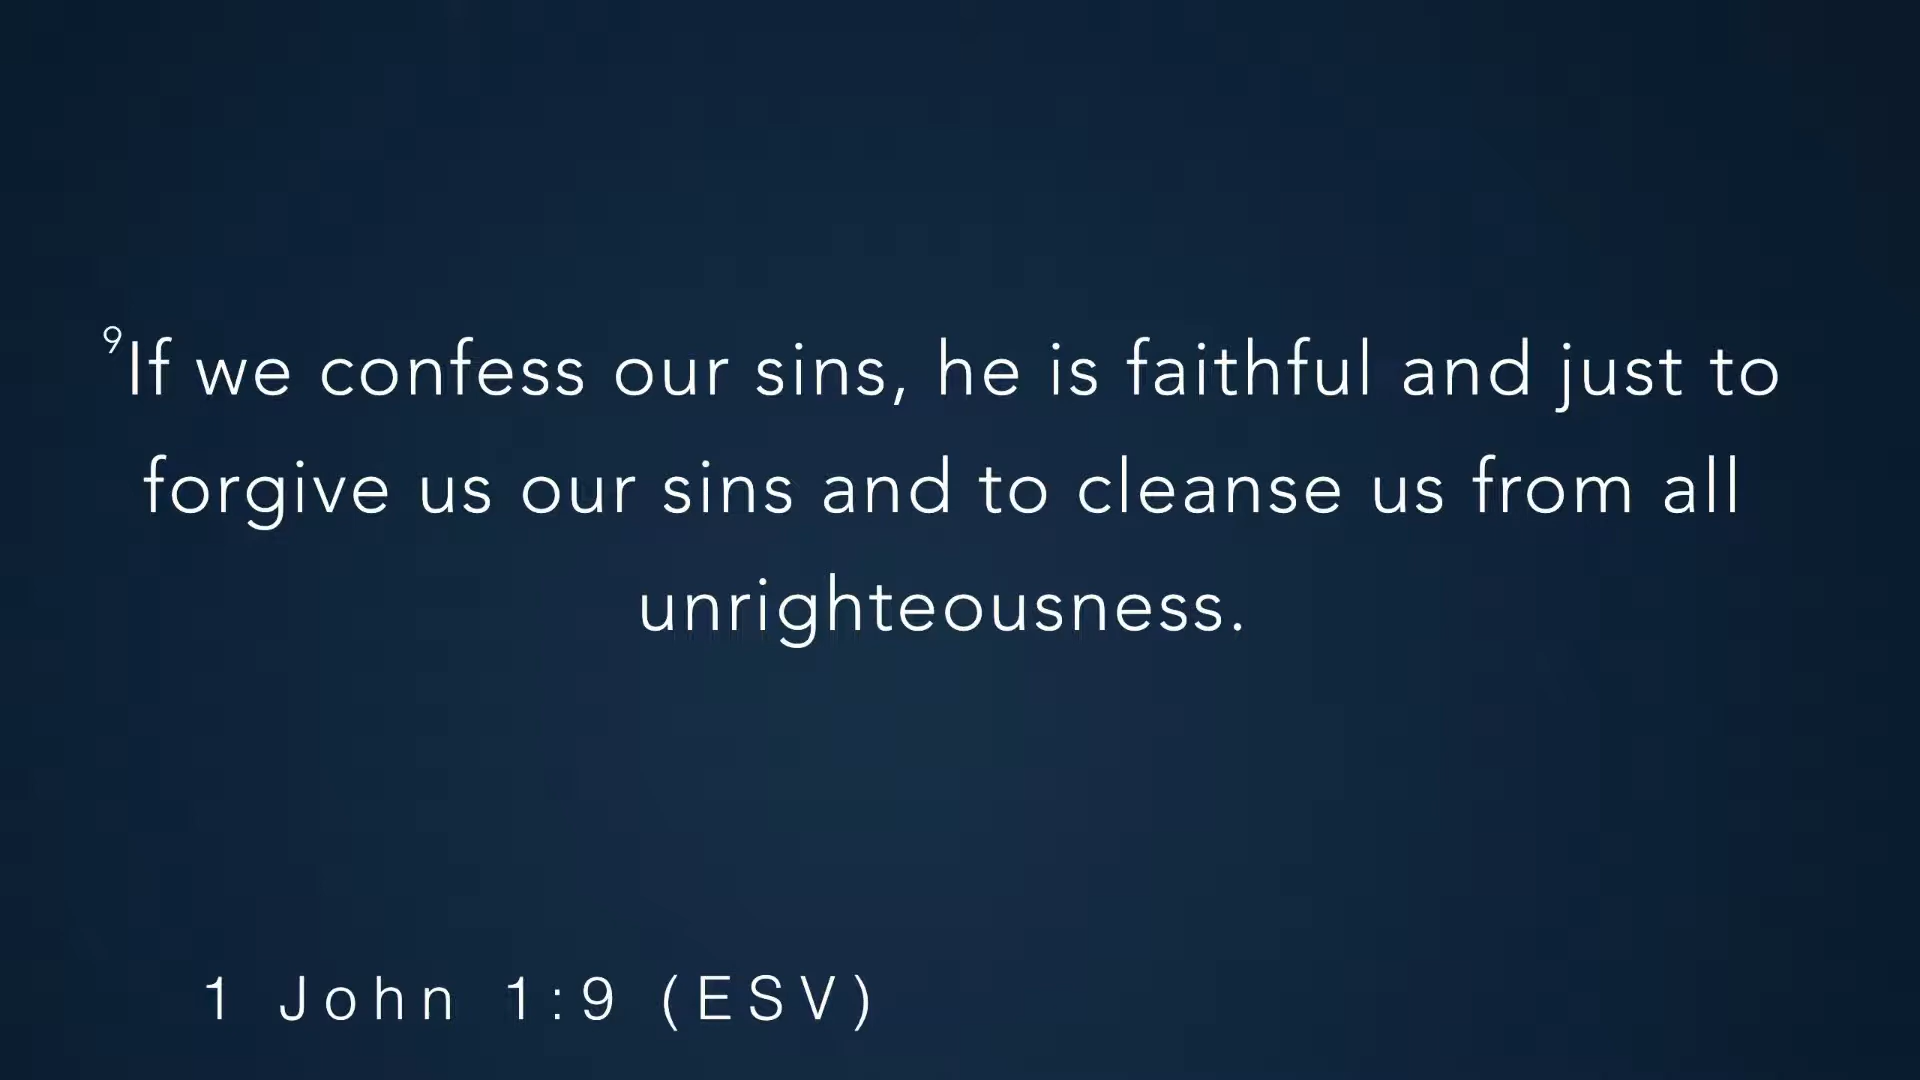 ⁹If we confess our sins, he is faithful and just to
forgive us our sins and to cleanse us from all
unrighteousness.
1 John 1:9 (ESV)